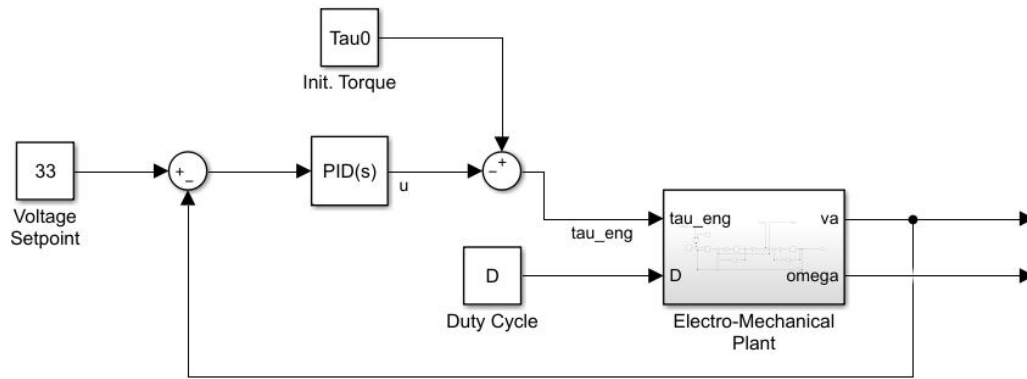 Tau0
Init. Torque
33
Voltage
Setpoint
+
−
PID(s)
u
+
−
tau_eng
D
Duty Cycle
tau_eng
va
D
omega
Electro-Mechanical
Plant